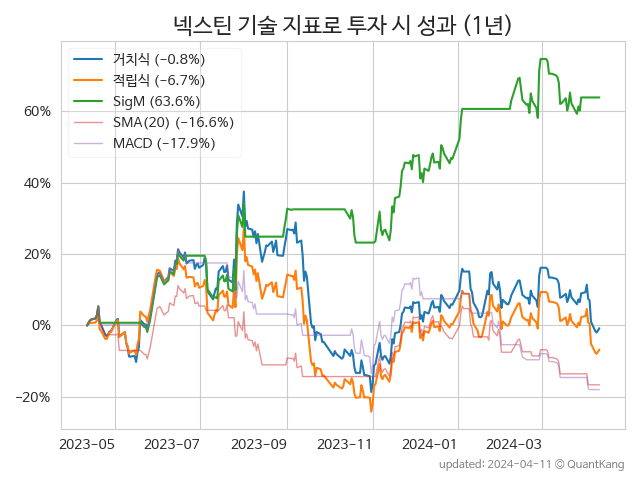 넥스틴 기술 지표로 투자 시 성과 (1년)
거치식 (−0.8%)
적립식 (−6.7%)
SigM (63.6%)
SMA(20) (−16.6%)
MACD (−17.9%)
60%
40%
20%
0%
−20%
2023-05 2023-07 2023-09 2023-11 2024-01 2024-03
updated: 2024-04-11 © QuantKang